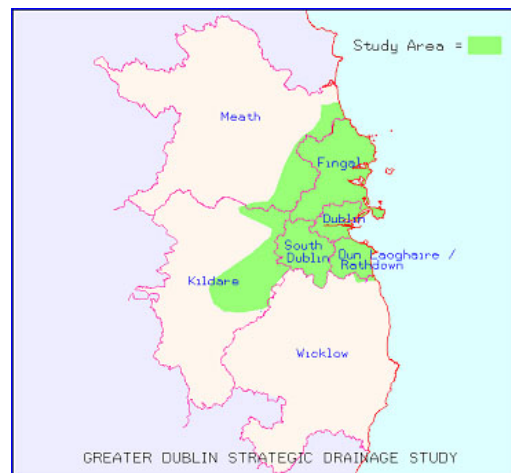 Study Area =
Meath
Fingal
Dublin
South
Dublin
Dun Laoghaire /
Rathdown
Kildare
Wicklow
GREATER DUBLIN STRATEGIC DRAINAGE STUDY